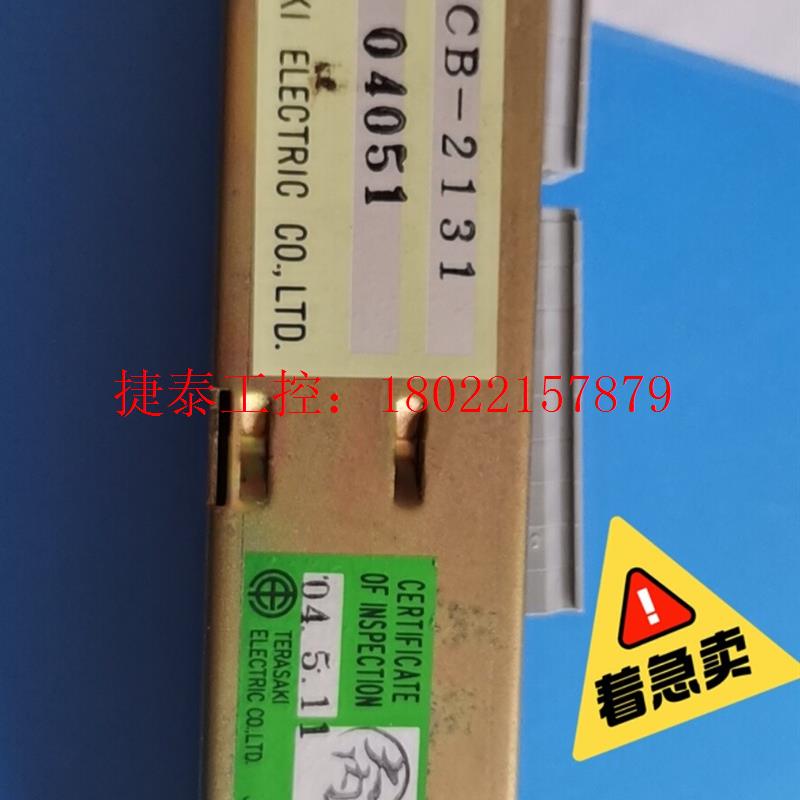 CB-2131
04051
KI ELECTRIC CO., LTD.
捷泰工控：18022157879
CERTIFICATE
OF INSPECTION
'04.5.11
TERASAKI
ELECTRIC CO.,LTD.
!
着急卖